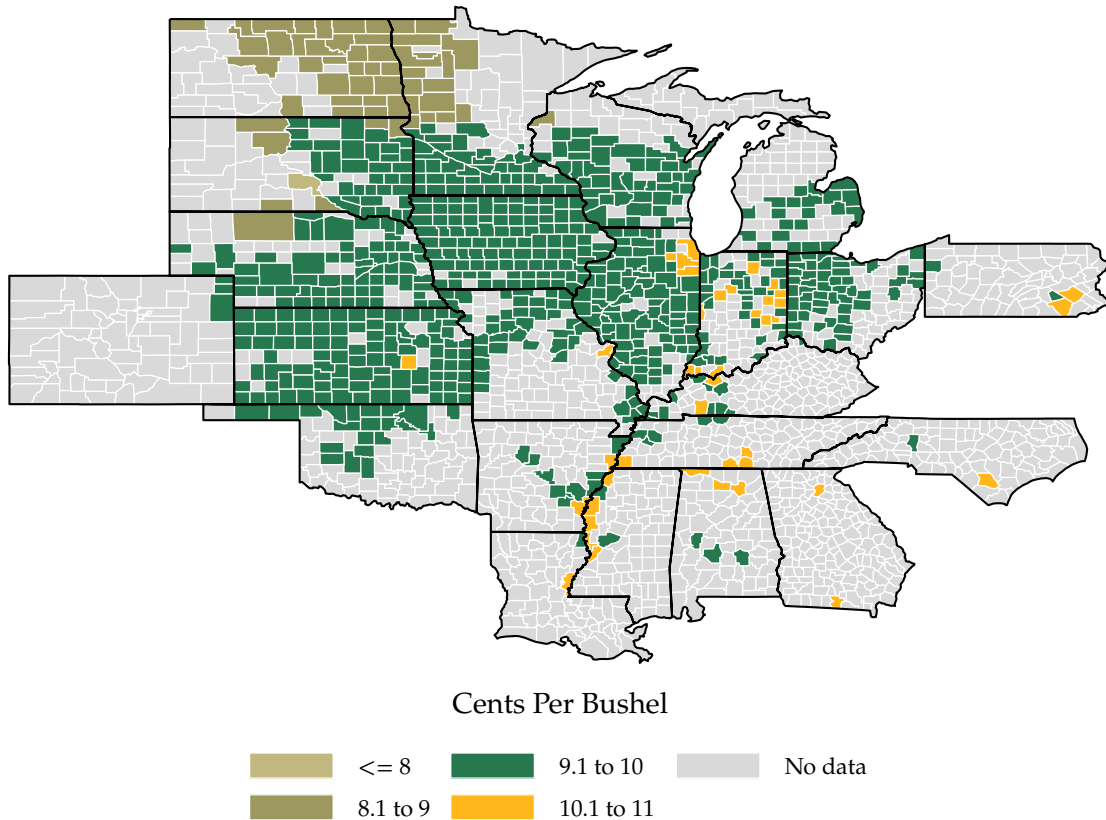 Cents Per Bushel
<= 8
9.1 to 10
No data
8.1 to 9
10.1 to 11